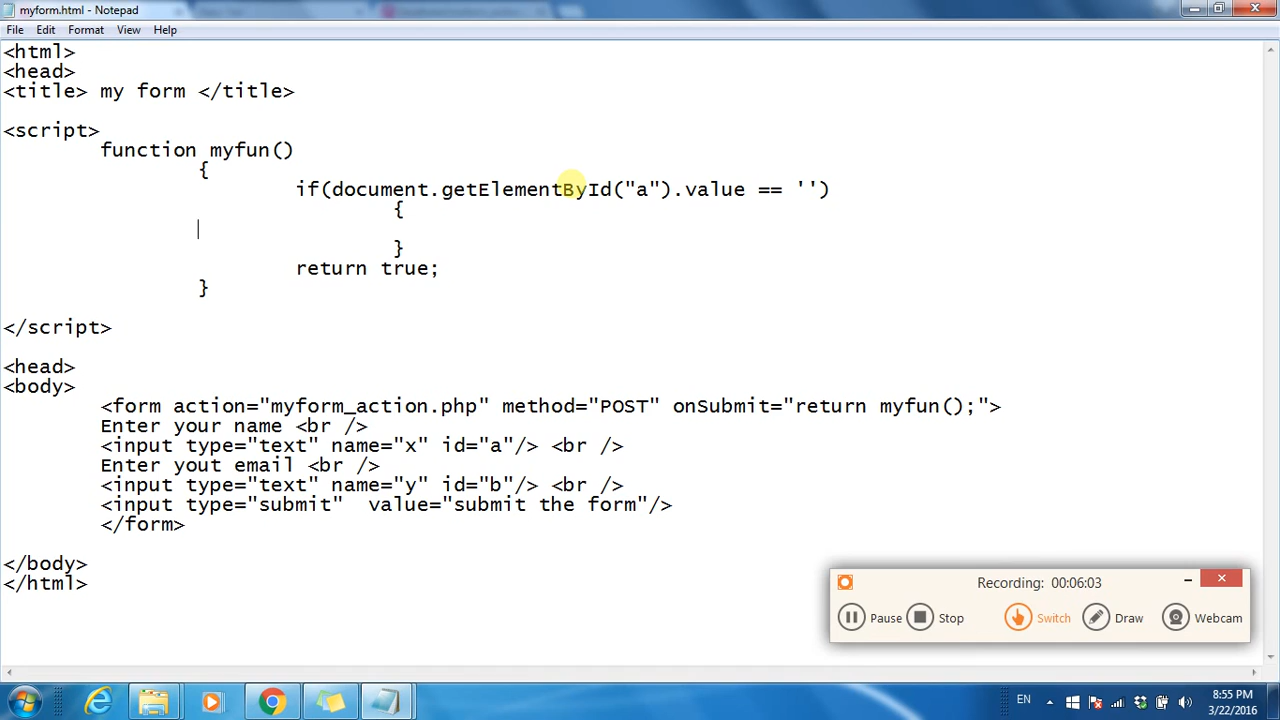 myform.html - Notepad
File Edit Format View Help
<html>
<head>
<title> my form </title>
<script>
function myfun()
{
if(document.getElementById("a").value == '')
{
}
return true;
}
</script>
<head>
<body>
<form action="myform_action.php" method="POST" onSubmit="return myfun();">
Enter your name <br />
<input type="text" name="x" id="a"/> <br />
Enter yout email <br />
<input type="text" name="y" id="b"/> <br />
<input type="submit"  value="submit the form"/>
</form>
</body>
</html>
Recording: 00:06:03
Pause Stop Switch Draw Webcam
EN
8:55 PM
3/22/2016